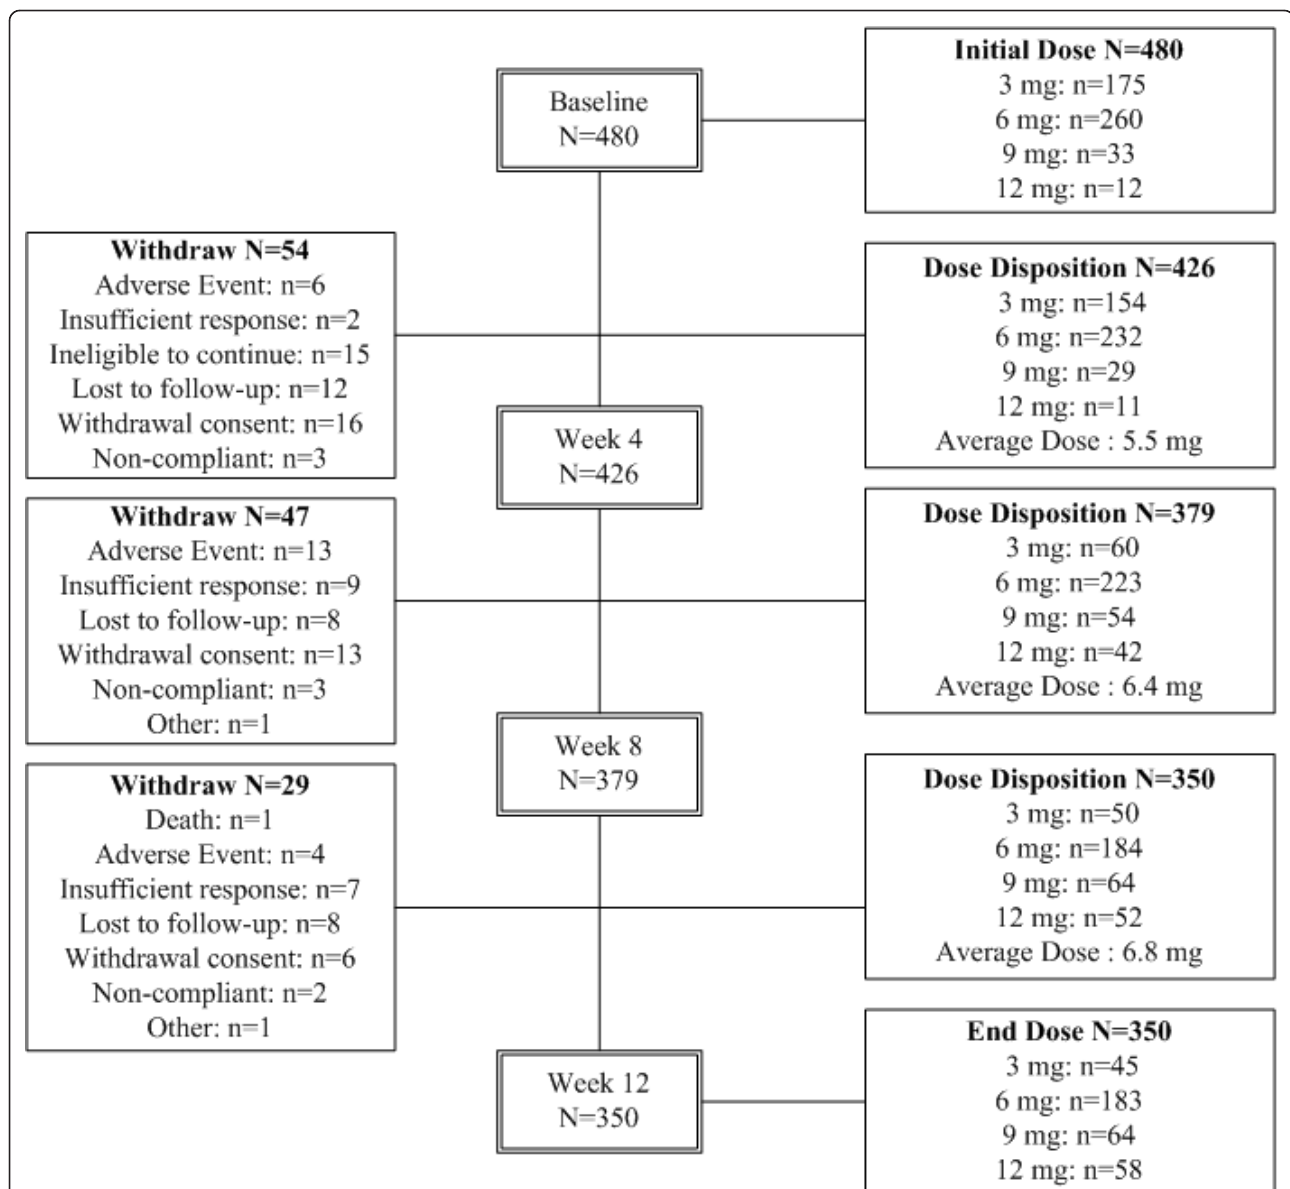 Baseline
N=480
Initial Dose N=480
3 mg: n=175
6 mg: n=260
9 mg: n=33
12 mg: n=12
Withdraw N=54
Adverse Event: n=6
Insufficient response: n=2
Ineligible to continue: n=15
Lost to follow-up: n=12
Withdrawal consent: n=16
Non-compliant: n=3
Dose Disposition N=426
3 mg: n=154
6 mg: n=232
9 mg: n=29
12 mg: n=11
Average Dose : 5.5 mg
Week 4
N=426
Withdraw N=47
Adverse Event: n=13
Insufficient response: n=9
Lost to follow-up: n=8
Withdrawal consent: n=13
Non-compliant: n=3
Other: n=1
Dose Disposition N=379
3 mg: n=60
6 mg: n=223
9 mg: n=54
12 mg: n=42
Average Dose : 6.4 mg
Week 8
N=379
Withdraw N=29
Death: n=1
Adverse Event: n=4
Insufficient response: n=7
Lost to follow-up: n=8
Withdrawal consent: n=6
Non-compliant: n=2
Other: n=1
Dose Disposition N=350
3 mg: n=50
6 mg: n=184
9 mg: n=64
12 mg: n=52
Average Dose : 6.8 mg
Week 12
N=350
End Dose N=350
3 mg: n=45
6 mg: n=183
9 mg: n=64
12 mg: n=58